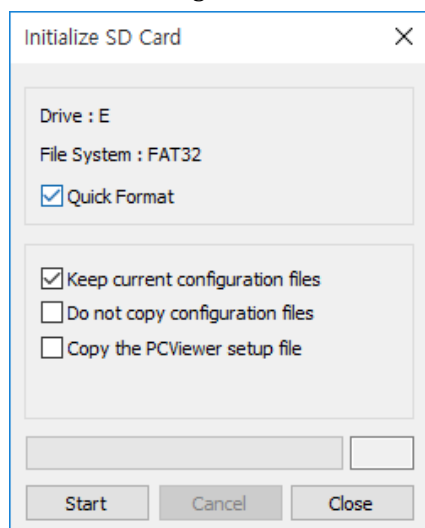 Initialize SD Card
Drive : E
File System : FAT32
Quick Format
Keep current configuration files
Do not copy configuration files
Copy the PCViewer setup file
Start Cancel Close